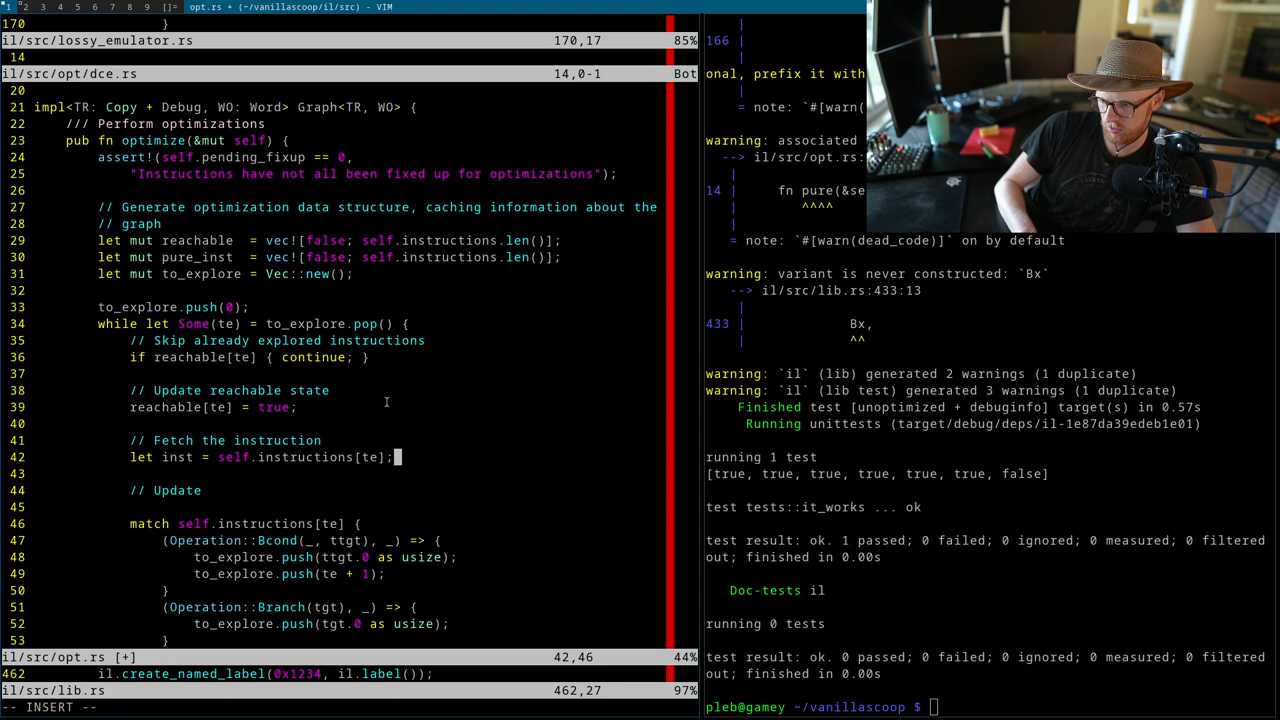 1 2 3 4 5 6 7 8 9 []= opt.rs + (~/vanillascoop/il/src) - VIM
170                 }
il/src/lossy_emulator.rs 170,17 85%
14
il/src/opt/dce.rs 14,0-1 Bot
20
21 impl<TR: Copy + Debug, WO: Word> Graph<TR, WO> {
22     /// Perform optimizations
23     pub fn optimize(&mut self) {
24         assert!(self.pending_fixup == 0,
25             "Instructions have not all been fixed up for optimizations");
26
27         // Generate optimization data structure, caching information about the
28         // graph
29         let mut reachable  = vec![false; self.instructions.len()];
30         let mut pure_inst  = vec![false; self.instructions.len()];
31         let mut to_explore = Vec::new();
32
33         to_explore.push(0);
34         while let Some(te) = to_explore.pop() {
35             // Skip already explored instructions
36             if reachable[te] { continue; }
37
38             // Update reachable state
39             reachable[te] = true;
40
41             // Fetch the instruction
42             let inst = self.instructions[te];
43
44             // Update
45
46             match self.instructions[te] {
47                 (Operation::Bcond(_, ttgt), _) => {
48                     to_explore.push(ttgt.0 as usize);
49                     to_explore.push(te + 1);
50                 }
51                 (Operation::Branch(tgt), _) => {
52                     to_explore.push(tgt.0 as usize);
53                 }
il/src/opt.rs [+] 42,46 44%
462         il.create_named_label(0x1234, il.label());
il/src/lib.rs 462,27 97%
-- INSERT --
    |
166 |
    |
onal, prefix it with
    = note: `#[warn(
warning: associated
  --> il/src/opt.rs:
   |
14 |     fn pure(&se
   |        ^^^^
   |
   = note: `#[warn(dead_code)]` on by default
warning: variant is never constructed: `Bx`
   --> il/src/lib.rs:433:13
    |
433 |             Bx,
    |             ^^
warning: `il` (lib) generated 2 warnings (1 duplicate)
warning: `il` (lib test) generated 3 warnings (1 duplicate)
    Finished test [unoptimized + debuginfo] target(s) in 0.57s
     Running unittests (target/debug/deps/il-1e87da39edeb1e01)
running 1 test
[true, true, true, true, true, true, false]
test tests::it_works ... ok
test result: ok. 1 passed; 0 failed; 0 ignored; 0 measured; 0 filtered
out; finished in 0.00s
   Doc-tests il
running 0 tests
test result: ok. 0 passed; 0 failed; 0 ignored; 0 measured; 0 filtered
out; finished in 0.00s
pleb@gamey ~/vanillascoop $